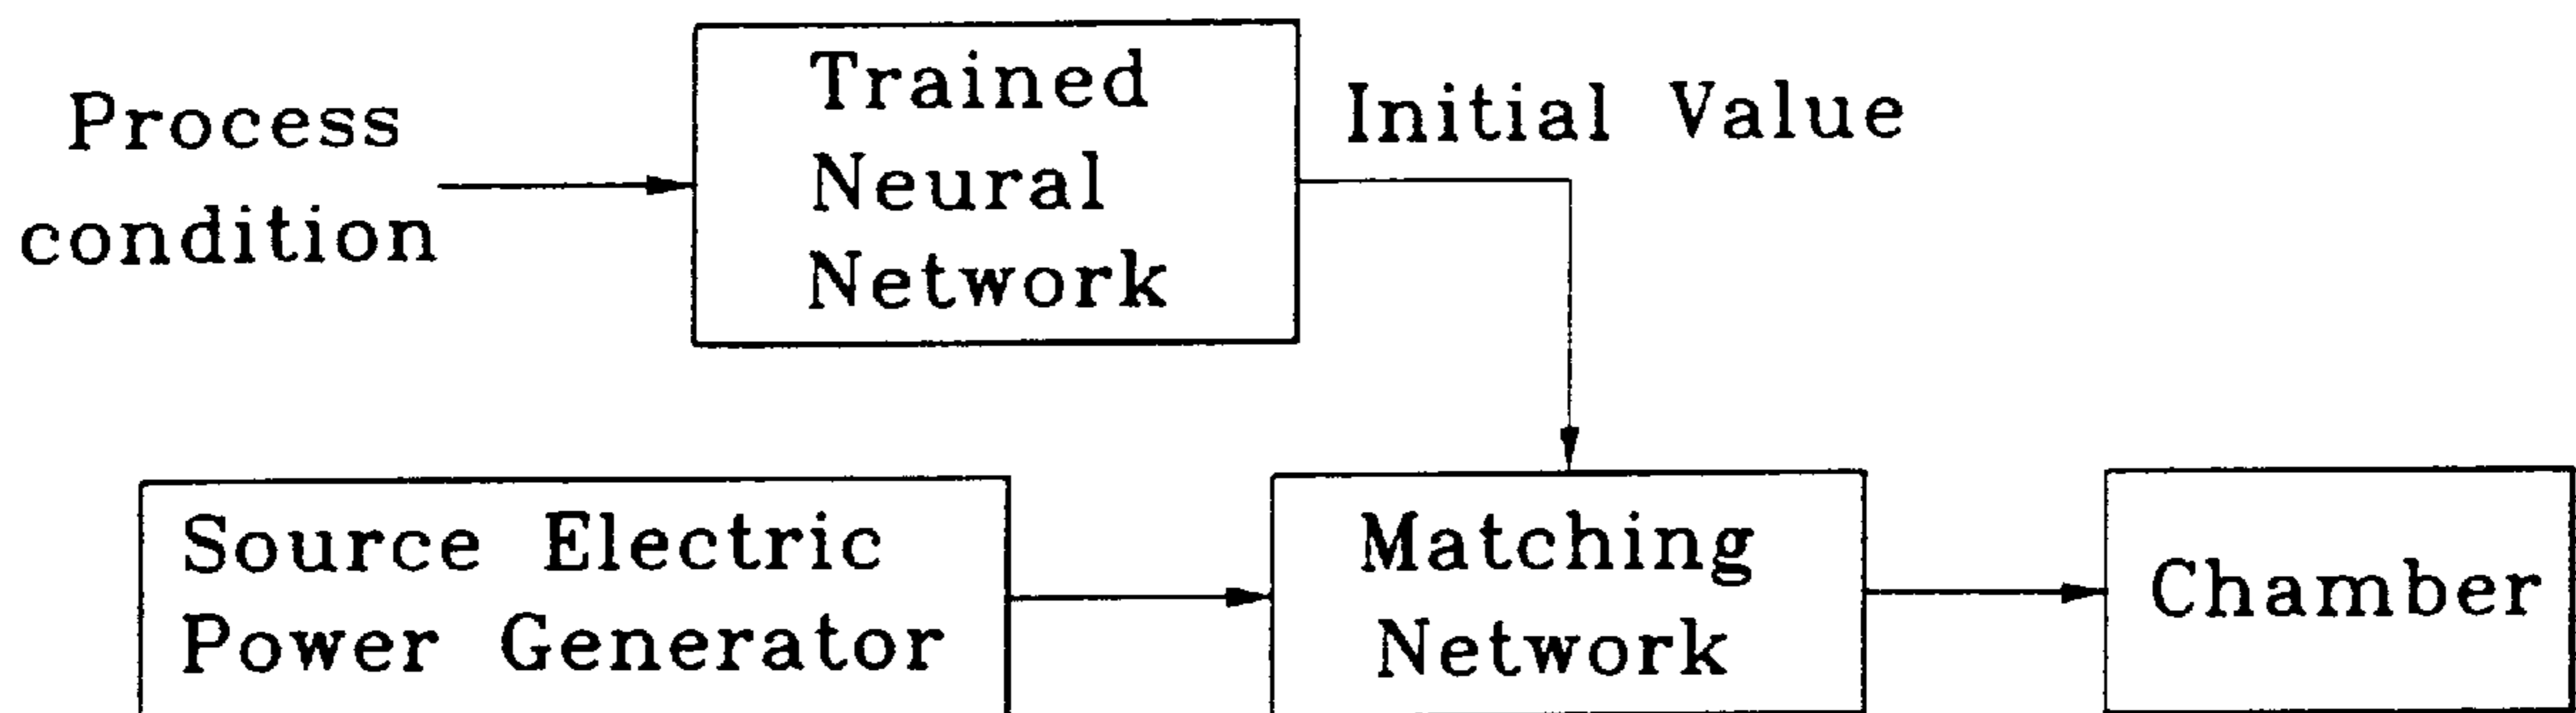 Process
condition
Trained
Neural
Network
Initial Value
Source Electric
Power Generator
Matching
Network
Chamber